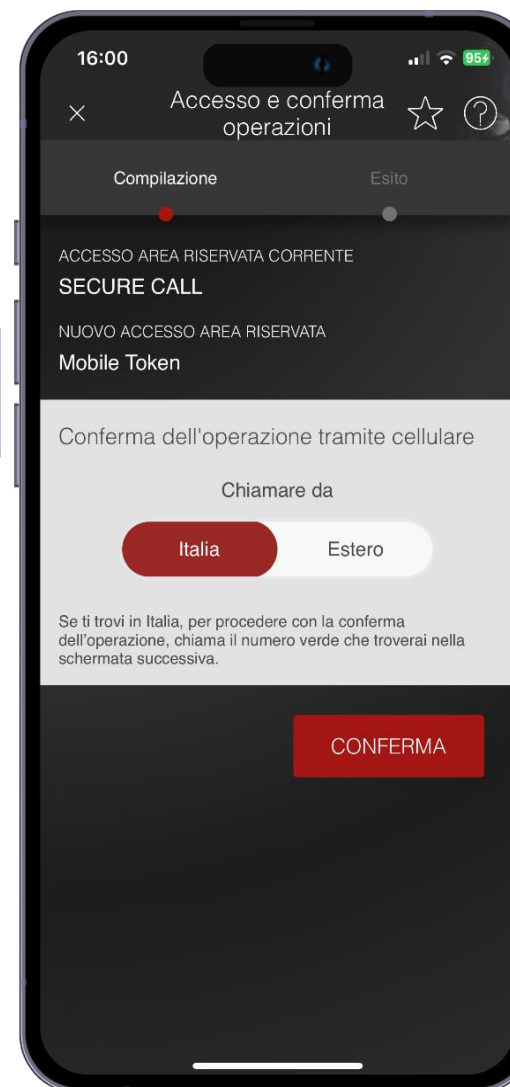 16:00
95
Accesso e conferma
operazioni
Compilazione
Esito
ACCESSO AREA RISERVATA CORRENTE
SECURE CALL
NUOVO ACCESSO AREA RISERVATA
Mobile Token
Conferma dell'operazione tramite cellulare
Chiamare da
Italia
Estero
Se ti trovi in Italia, per procedere con la conferma
dell'operazione, chiama il numero verde che troverai nella
schermata successiva.
CONFERMA